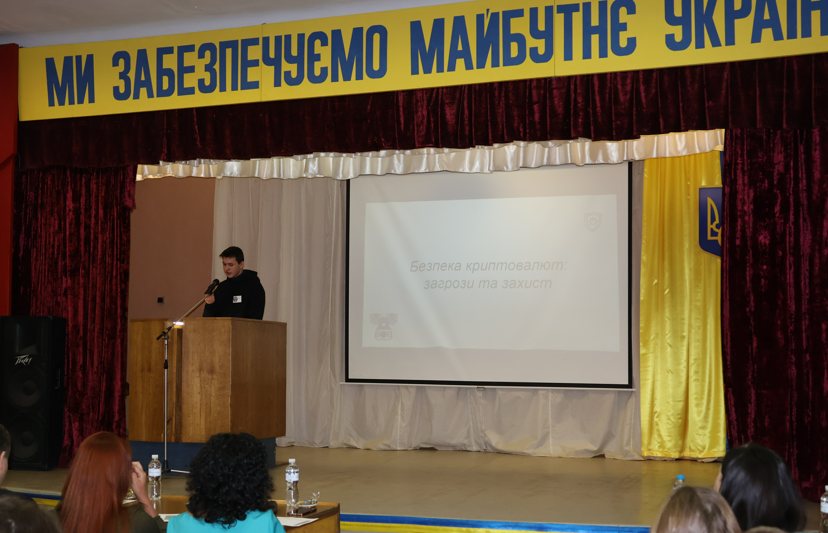 МИ ЗАБЕЗПЕЧУЄМО МАЙБУТНЄ УКРАЇН
Безпека криптовалют:
загрози та захист